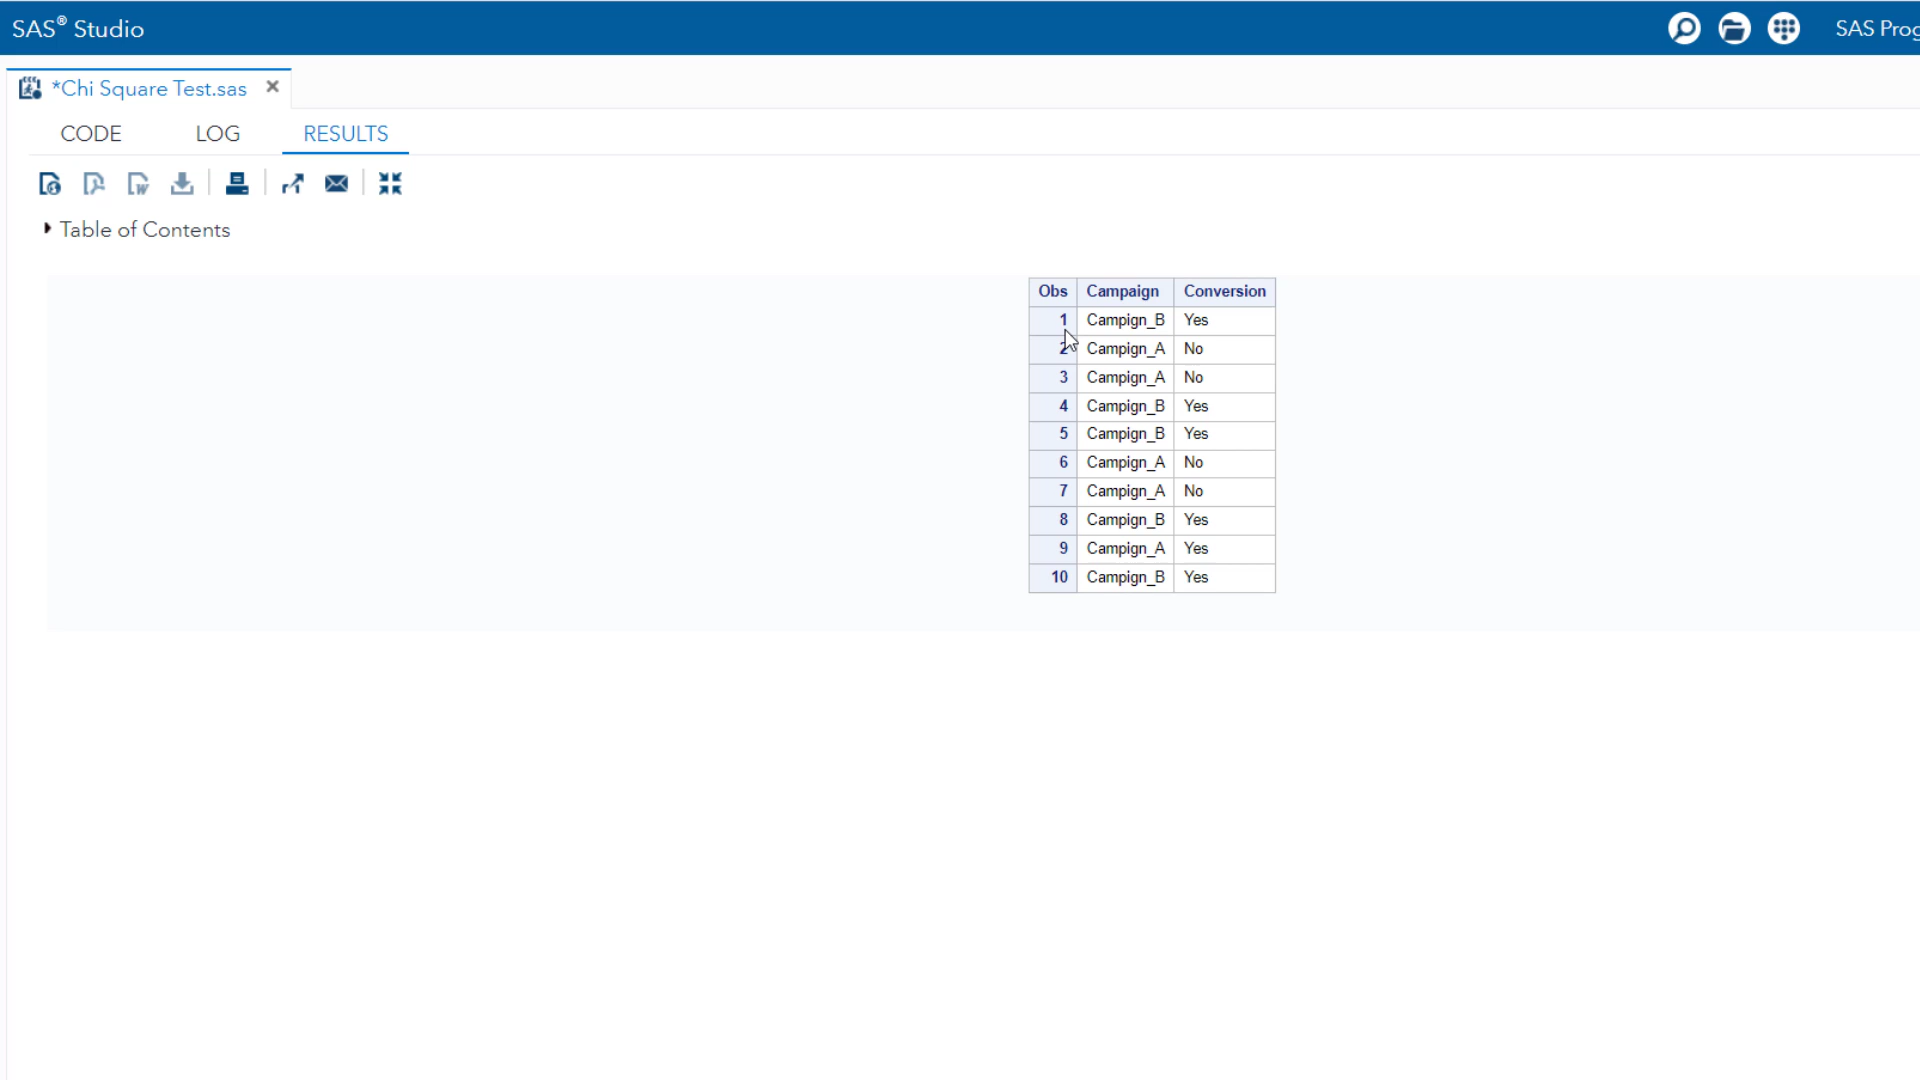 SAS® Studio
SAS Prog
*Chi Square Test.sas
CODE LOG RESULTS
Table of Contents
Obs Campaign Conversion
1 Campign_B Yes
2 Campign_A No
3 Campign_A No
4 Campign_B Yes
5 Campign_B Yes
6 Campign_A No
7 Campign_A No
8 Campign_B Yes
9 Campign_A Yes
10 Campign_B Yes